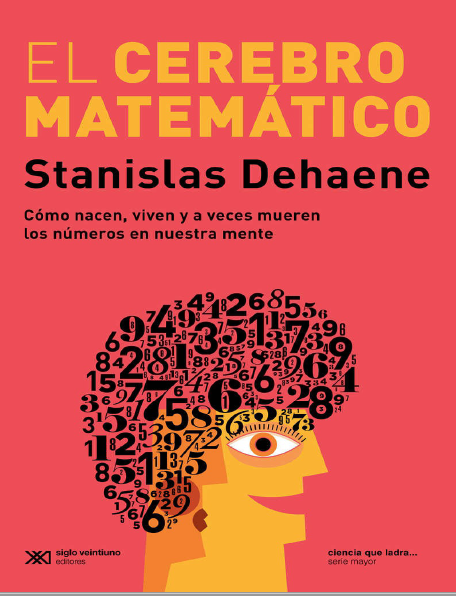 EL CEREBRO
MATEMÁTICO
Stanislas Dehaene
Cómo nacen, viven y a veces mueren
los números en nuestra mente
siglo veintiuno
editores
ciencia que ladra...
serie mayor